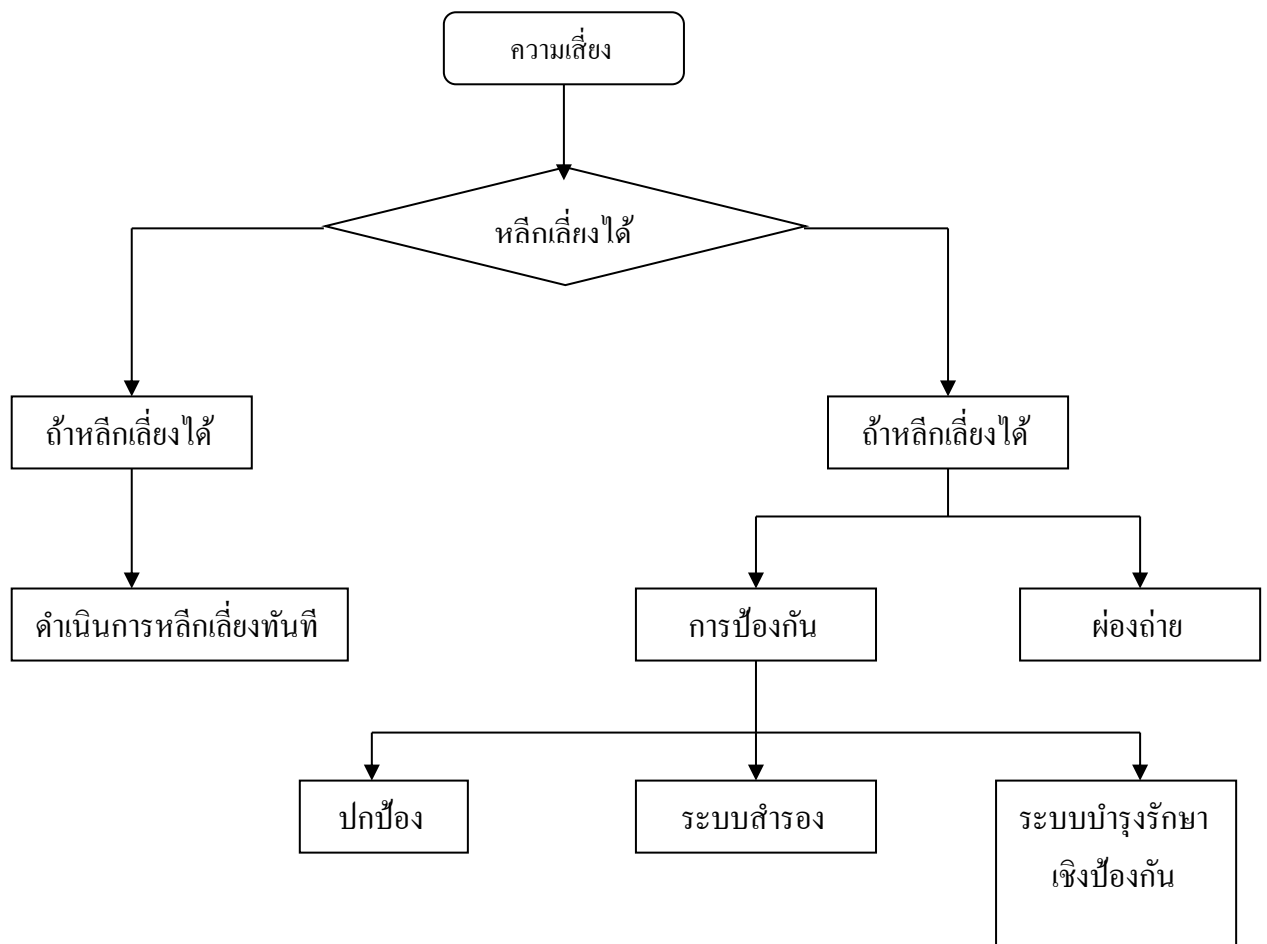 ความเสี่ยง
หลีกเลี่ยงได้
ถ้าหลีกเลี่ยงได้
ถ้าหลีกเลี่ยงได้
ดำเนินการหลีกเลี่ยงทันที
การป้องกัน
ผ่องถ่าย
ปกป้อง
ระบบสำรอง
ระบบบำรุงรักษา
เชิงป้องกัน